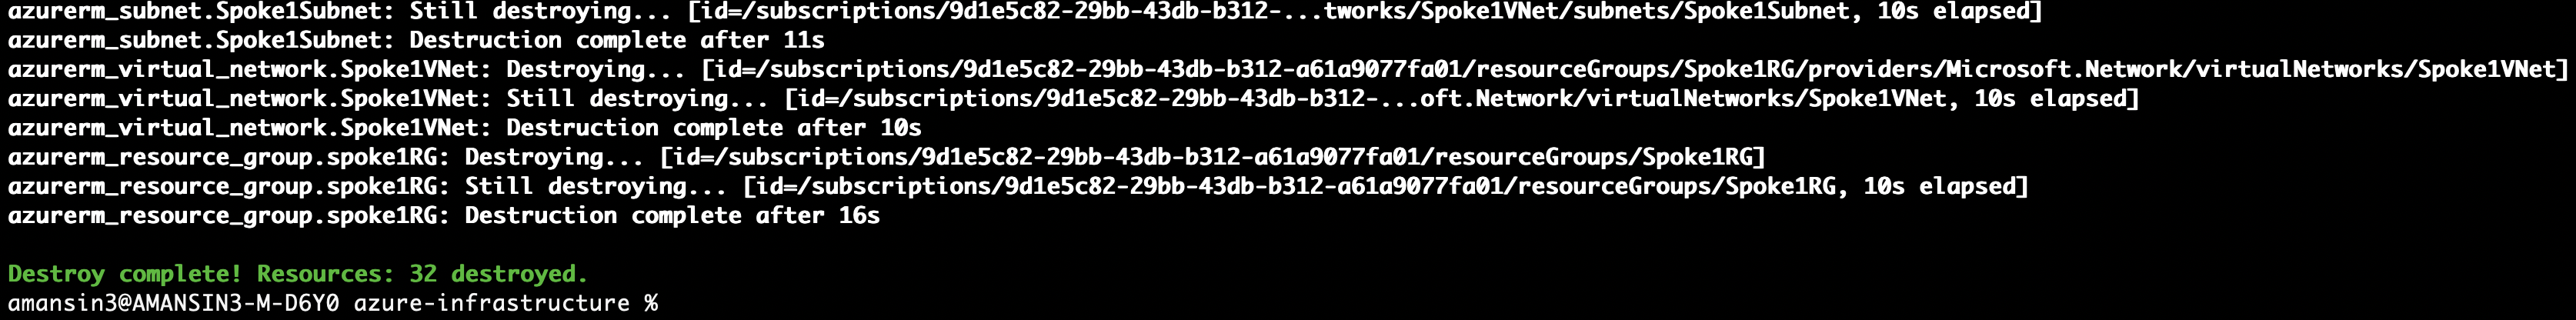 azurerm_subnet.Spoke1Subnet: Still destroying... [id=/subscriptions/9d1e5c82-29bb-43db-b312-...tworks/Spoke1VNet/subnets/Spoke1Subnet, 10s elapsed]
azurerm_subnet.Spoke1Subnet: Destruction complete after 11s
azurerm_virtual_network.Spoke1VNet: Destroying... [id=/subscriptions/9d1e5c82-29bb-43db-b312-a61a9077fa01/resourceGroups/Spoke1RG/providers/Microsoft.Network/virtualNetworks/Spoke1VNet]
azurerm_virtual_network.Spoke1VNet: Still destroying... [id=/subscriptions/9d1e5c82-29bb-43db-b312-...oft.Network/virtualNetworks/Spoke1VNet, 10s elapsed]
azurerm_virtual_network.Spoke1VNet: Destruction complete after 10s
azurerm_resource_group.spoke1RG: Destroying... [id=/subscriptions/9d1e5c82-29bb-43db-b312-a61a9077fa01/resourceGroups/Spoke1RG]
azurerm_resource_group.spoke1RG: Still destroying... [id=/subscriptions/9d1e5c82-29bb-43db-b312-a61a9077fa01/resourceGroups/Spoke1RG, 10s elapsed]
azurerm_resource_group.spoke1RG: Destruction complete after 16s
Destroy complete! Resources: 32 destroyed.
amansin3@AMANSIN3-M-D6Y0 azure-infrastructure %